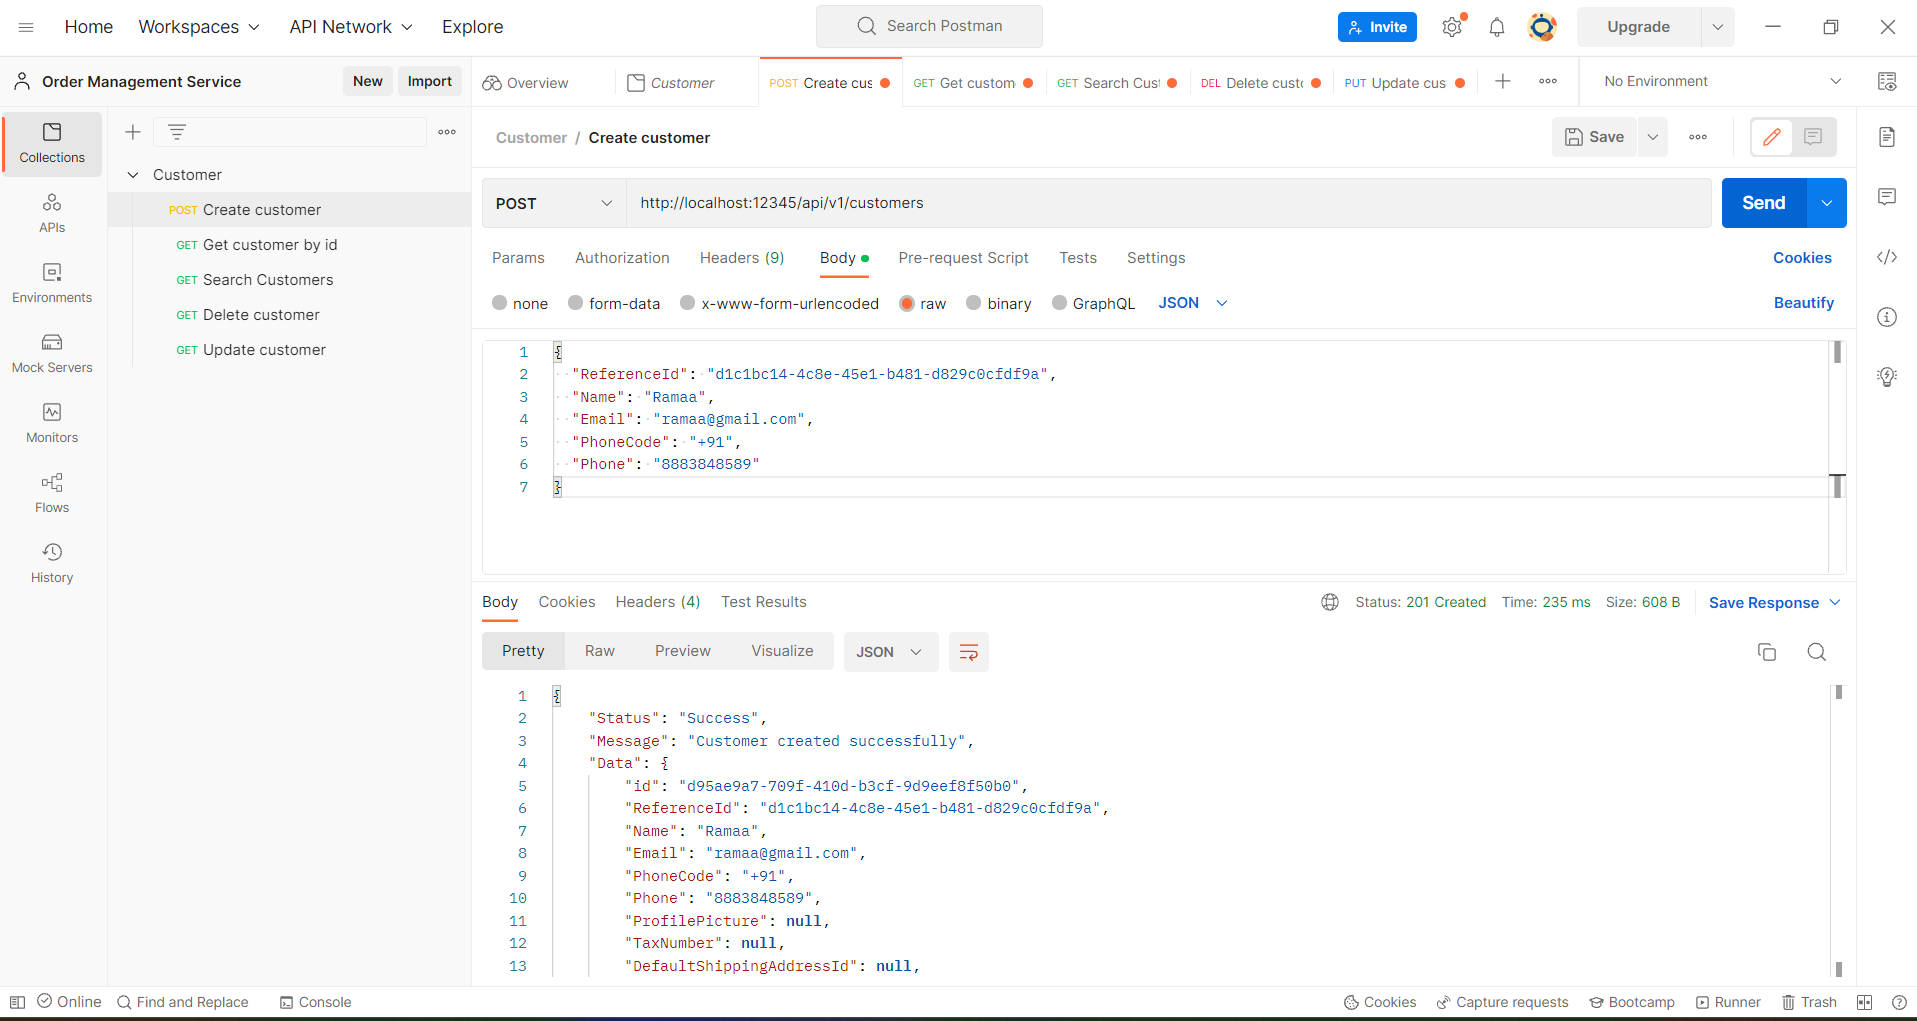 Home Workspaces API Network Explore Search Postman Invite Upgrade
Order Management Service New Import Overview Customer POST Create cus GET Get custom GET Search Cus DEL Delete custo PUT Update cus No Environment
Customer / Create customer Save
Collections
APIs
Environments
Mock Servers
Monitors
Flows
History
Customer
POST Create customer
GET Get customer by id
GET Search Customers
GET Delete customer
GET Update customer
POST http://localhost:12345/api/v1/customers Send
Params Authorization Headers (9) Body Pre-request Script Tests Settings Cookies
none form-data x-www-form-urlencoded raw binary GraphQL JSON Beautify
1 {
2 "ReferenceId": "d1c1bc14-4c8e-45e1-b481-d829c0cfdf9a",
3 "Name": "Ramaa",
4 "Email": "ramaa@gmail.com",
5 "PhoneCode": "+91",
6 "Phone": "8883848589"
7 }
Body Cookies Headers (4) Test Results Status: 201 Created Time: 235 ms Size: 608 B Save Response
Pretty Raw Preview Visualize JSON
1 {
2 "Status": "Success",
3 "Message": "Customer created successfully",
4 "Data": {
5 "id": "d95ae9a7-709f-410d-b3cf-9d9eef8f50b0",
6 "ReferenceId": "d1c1bc14-4c8e-45e1-b481-d829c0cfdf9a",
7 "Name": "Ramaa",
8 "Email": "ramaa@gmail.com",
9 "PhoneCode": "+91",
10 "Phone": "8883848589",
11 "ProfilePicture": null,
12 "TaxNumber": null,
13 "DefaultShippingAddressId": null,
Online Find and Replace Console Cookies Capture requests Bootcamp Runner Trash